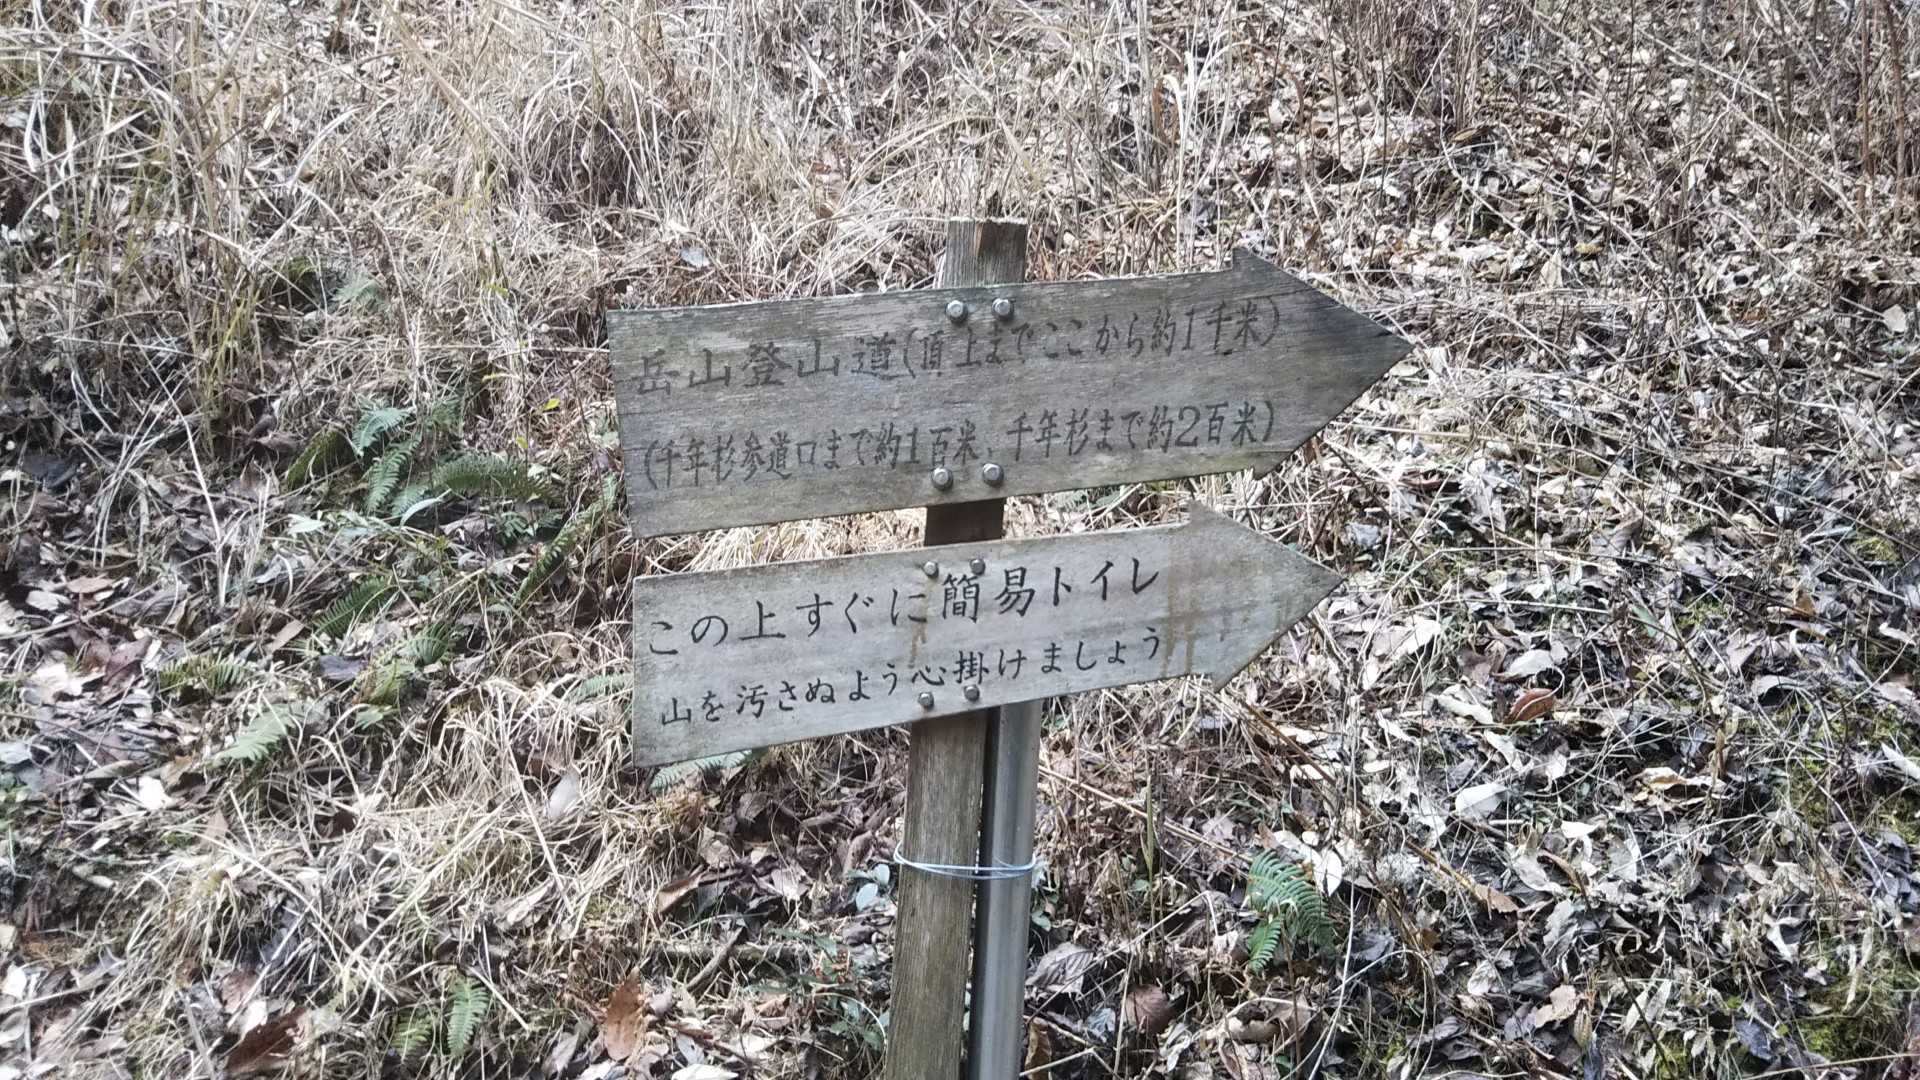 岳山登山道(頂上までここから約1千米)
(千年杉参道口まで約1百米、千年杉まで約2百米)
この上すぐに簡易トイレ
山を汚さぬよう心掛けましょう